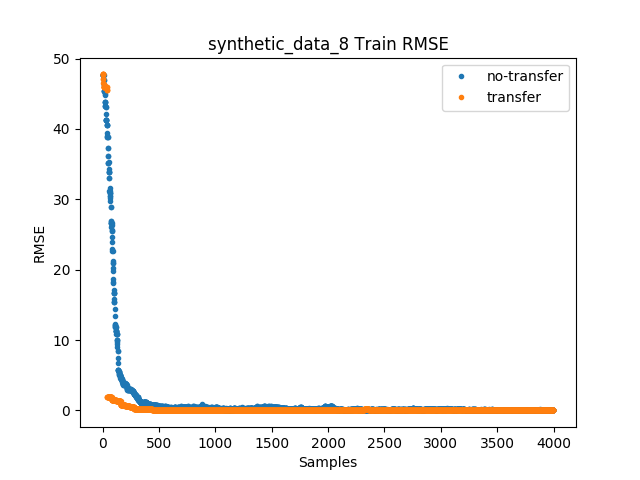 synthetic_data_8 Train RMSE
no-transfer
transfer
RMSE
50
40
30
20
10
0
0 500 1000 1500 2000 2500 3000 3500 4000
Samples